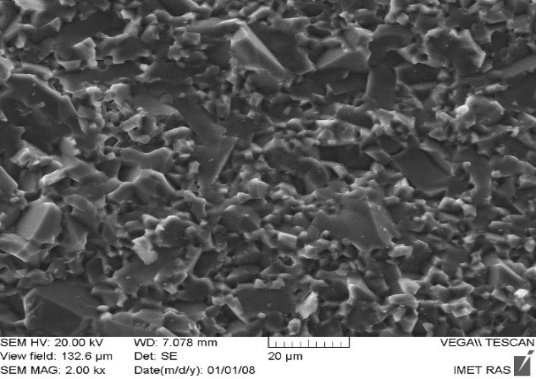 SEM HV: 20.00 kV WD: 7.078 mm VEGA\\ TESCAN
View field: 132.6 µm Det: SE 20 µm
SEM MAG: 2.00 kx Date(m/d/y): 01/01/08 IMET RAS